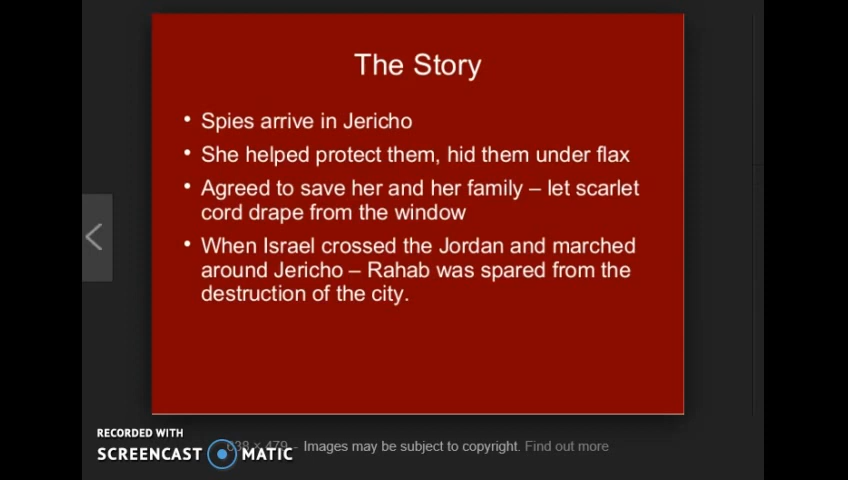 The Story
• Spies arrive in Jericho
• She helped protect them, hid them under flax
• Agreed to save her and her family – let scarlet
cord drape from the window
• When Israel crossed the Jordan and marched
around Jericho – Rahab was spared from the
destruction of the city.
RECORDED WITH
SCREENCAST MATIC
638 × 479 - Images may be subject to copyright. Find out more